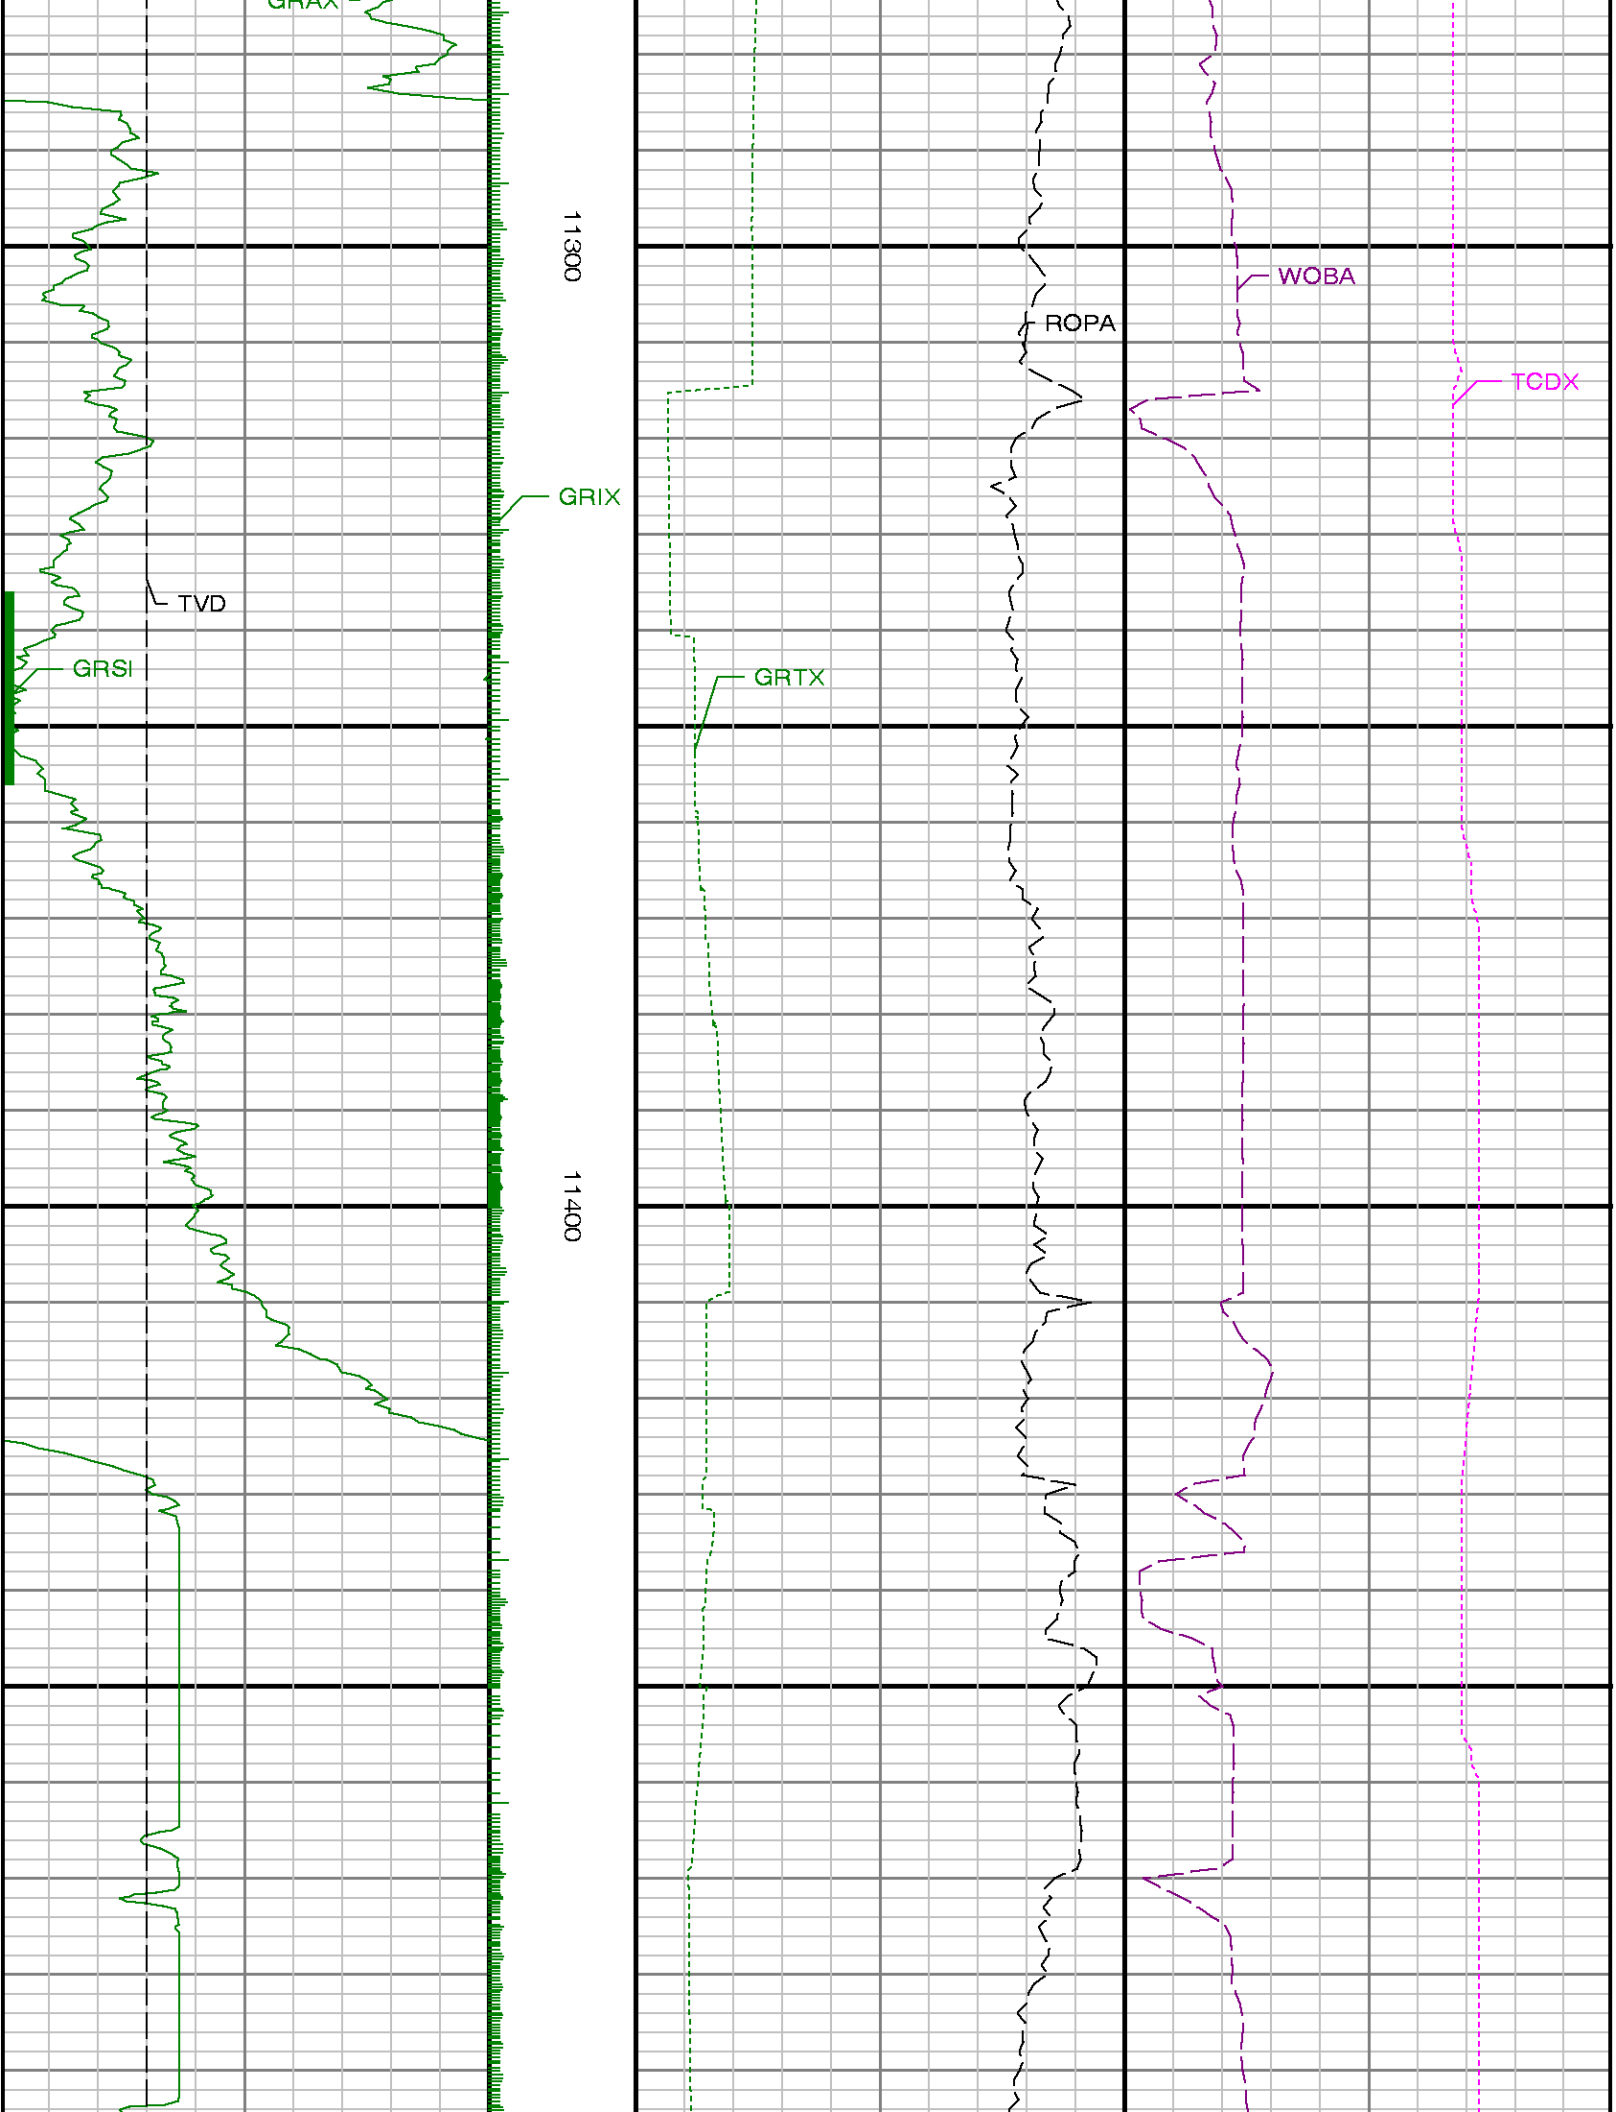 GRAX
11300
WOBA
ROPA
TCDX
GRIX
TVD
GRSI
GRTX
11400